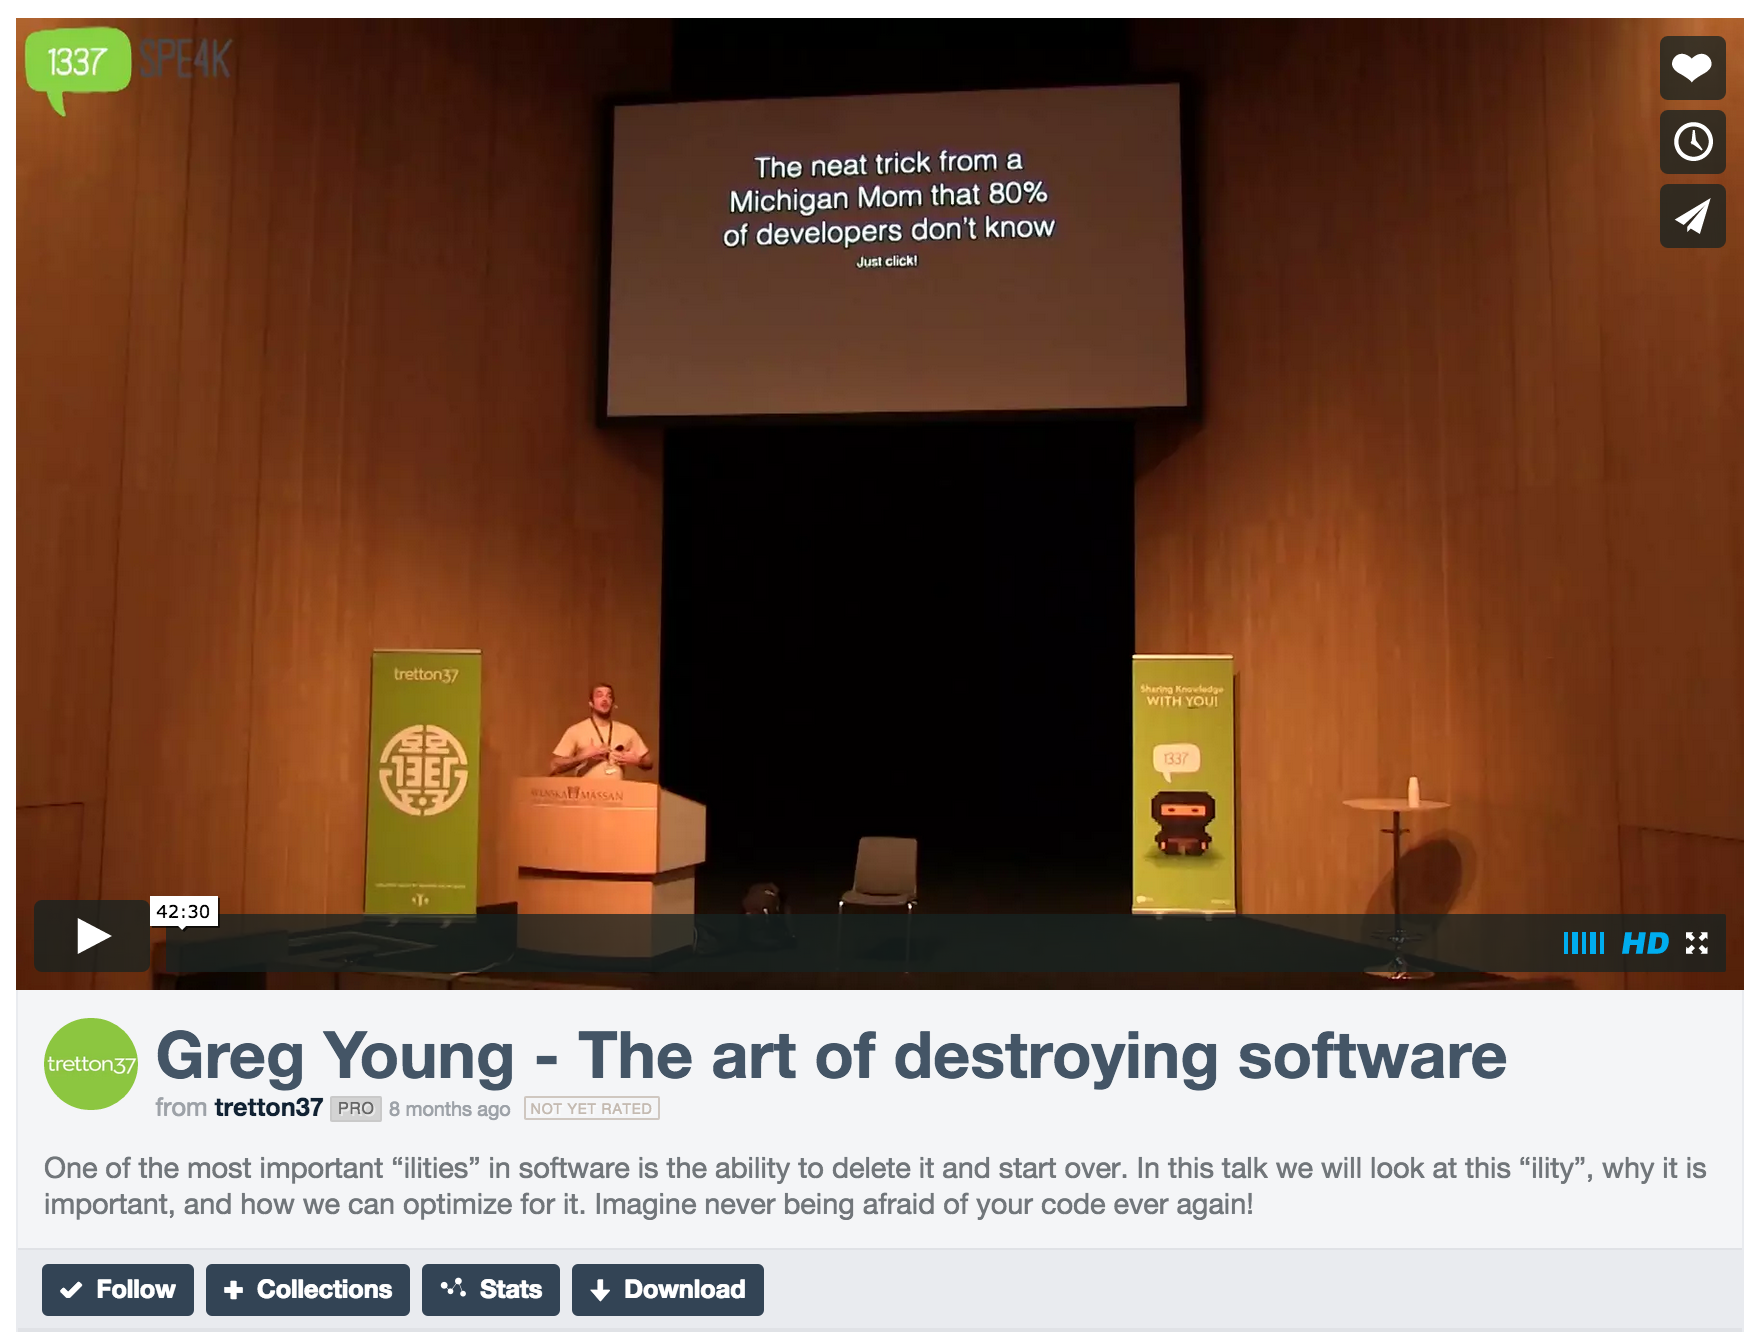 1337 SPE4K
The neat trick from a
Michigan Mom that 80%
of developers don't know
Just click!
tretton37
Sharing Knowledge
WITH YOU!
1337
SVENSKA MÄSSAN
42:30
HD
tretton37
Greg Young - The art of destroying software
from tretton37 PRO 8 months ago NOT YET RATED
One of the most important “ilities” in software is the ability to delete it and start over. In this talk we will look at this “ility”, why it is
important, and how we can optimize for it. Imagine never being afraid of your code ever again!
Follow Collections Stats Download